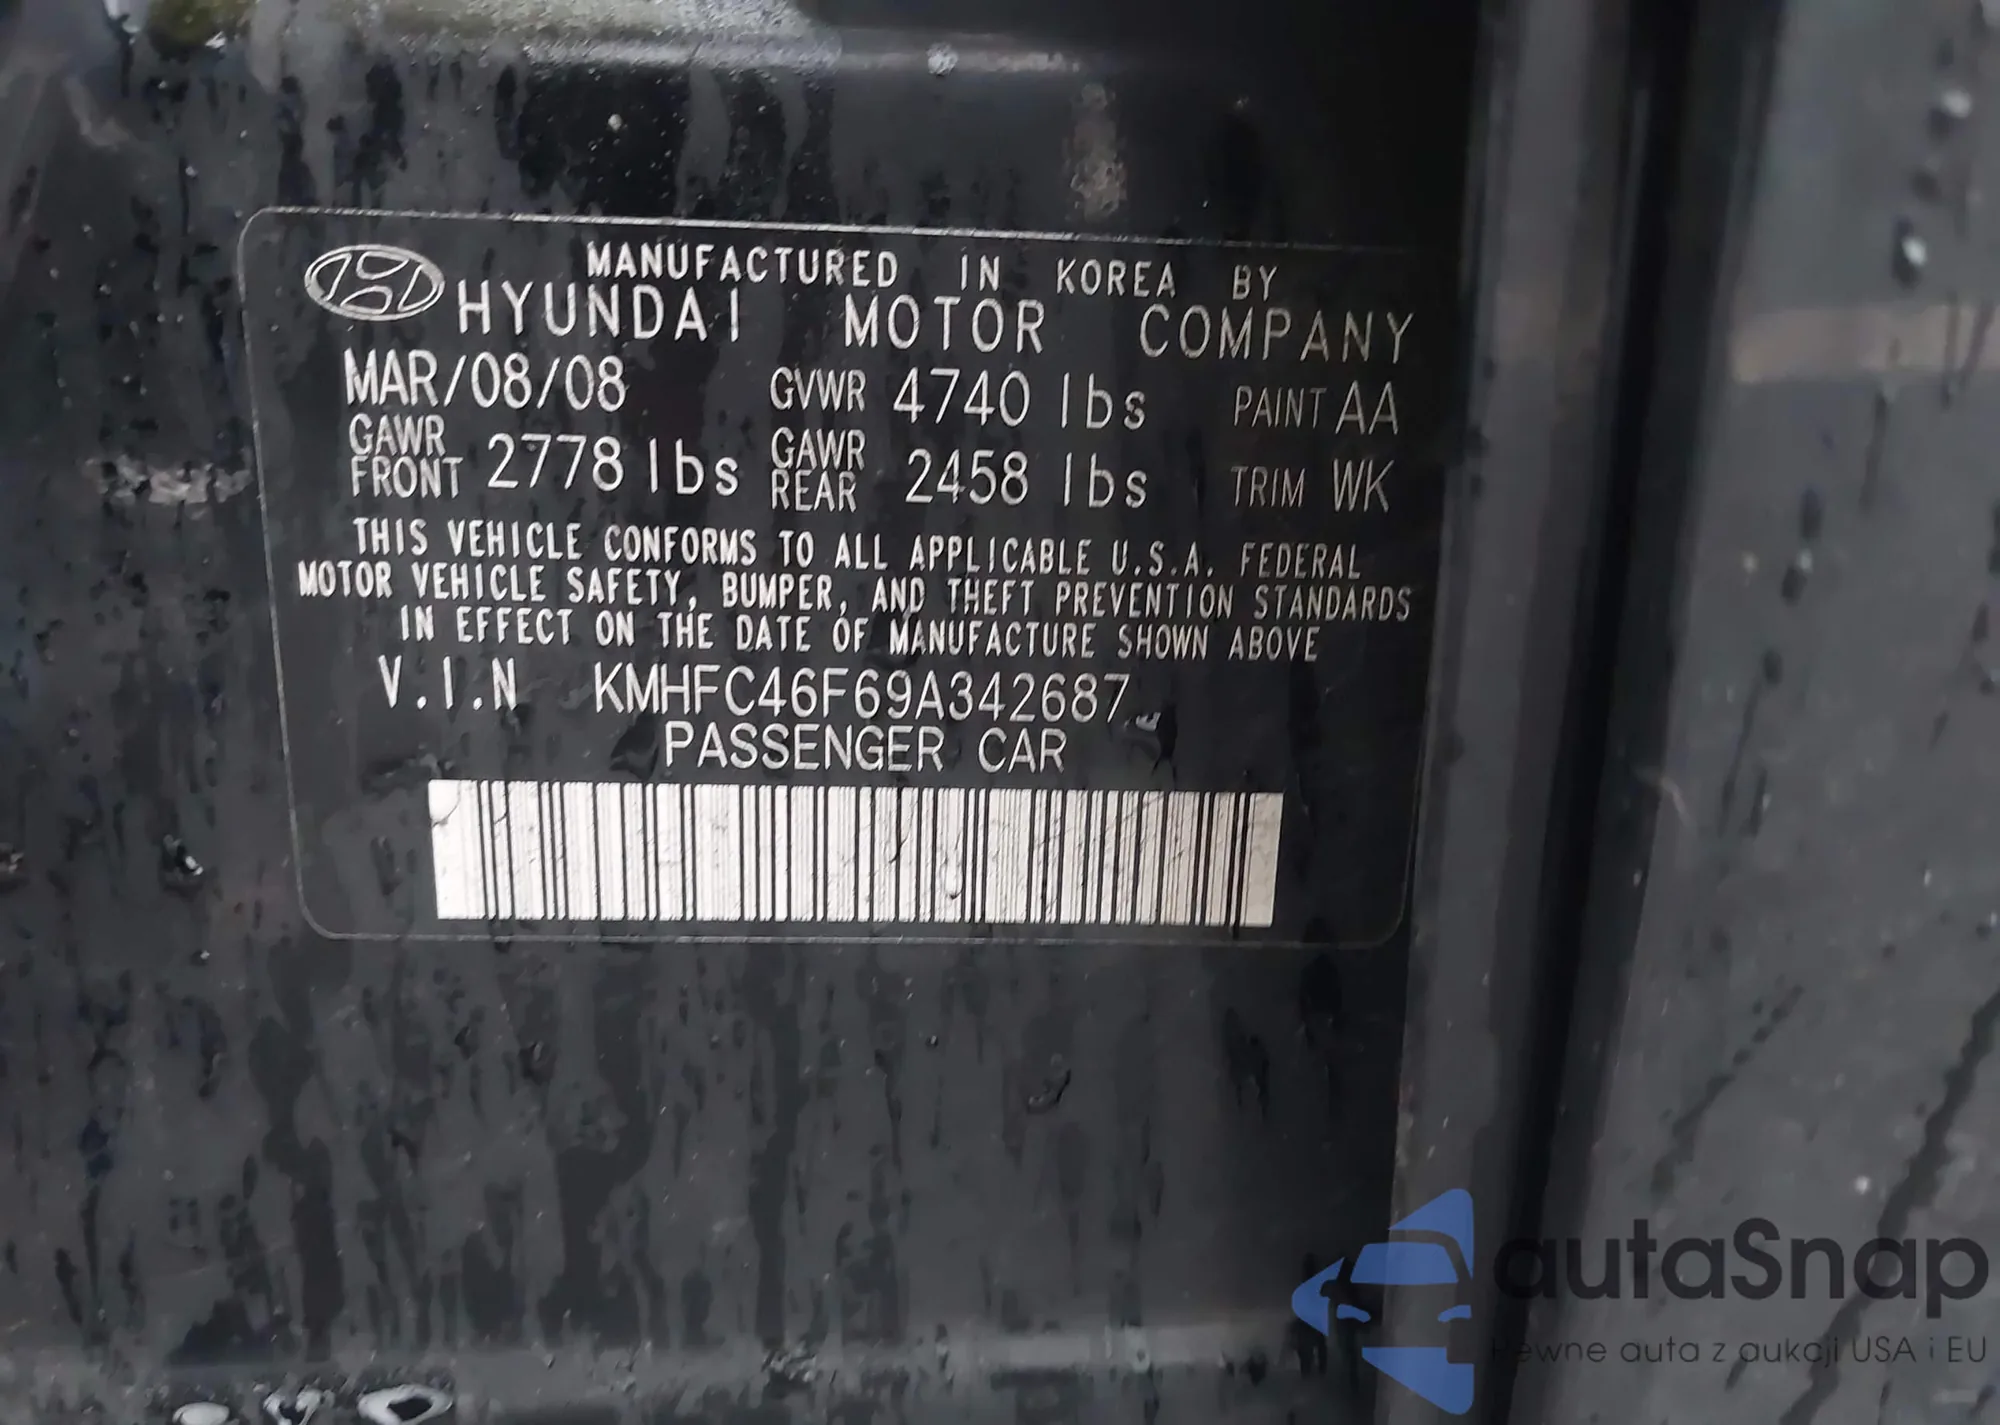 MANUFACTURED IN KOREA BY
HYUNDAI MOTOR COMPANY
MAR/08/08 GVWR 4740 lbs PAINT AA
GAWR FRONT 2778 lbs GAWR REAR 2458 lbs TRIM WK
THIS VEHICLE CONFORMS TO ALL APPLICABLE U.S.A. FEDERAL
MOTOR VEHICLE SAFETY, BUMPER, AND THEFT PREVENTION STANDARDS
IN EFFECT ON THE DATE OF MANUFACTURE SHOWN ABOVE
V.I.N KMHFC46F69A342687
PASSENGER CAR
autaSnap
Pewne auta z aukcji USA i EU